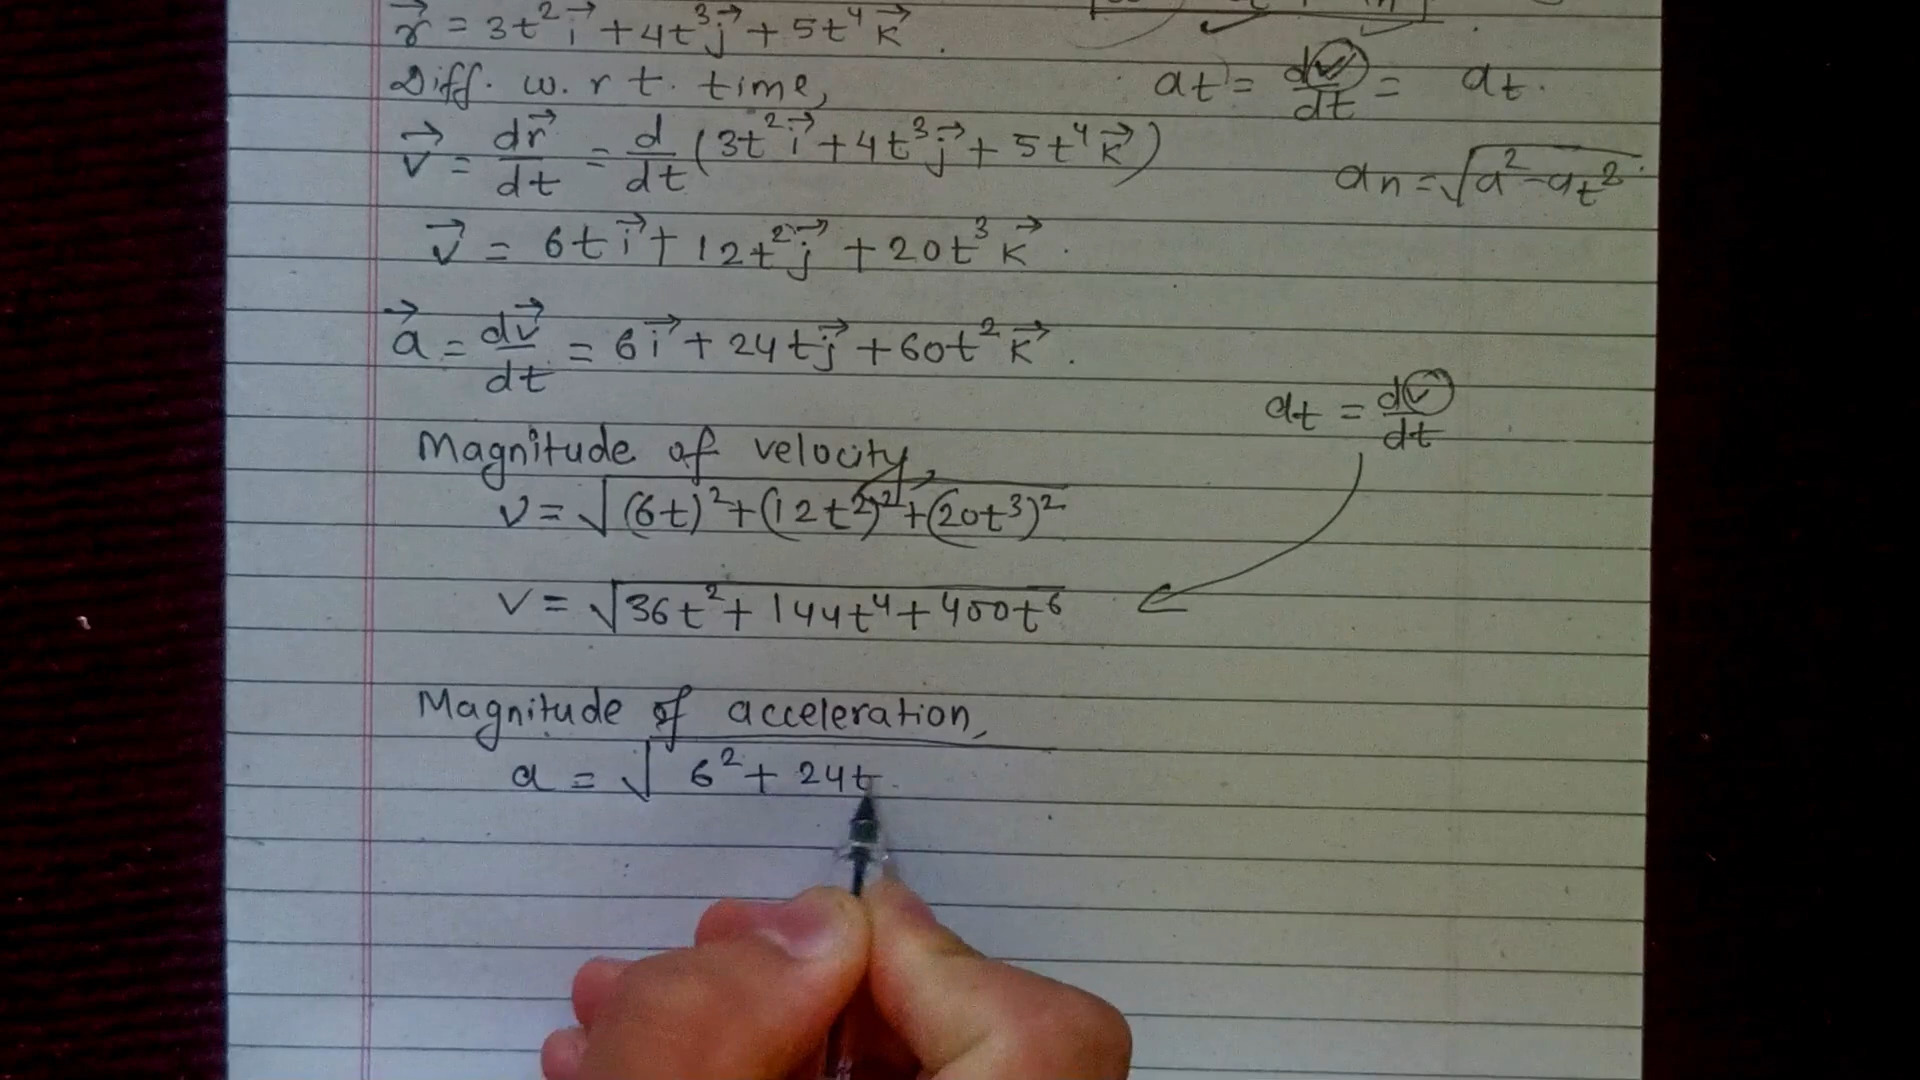 r⃗ = 3t² i⃗ + 4t³ j⃗ + 5t⁴ k⃗ .
Diff. w. r t. time,
v⃗ = dr⃗/dt = d/dt (3t² i⃗ + 4t³ j⃗ + 5t⁴ k⃗)
v⃗ = 6t i⃗ + 12t² j⃗ + 20t³ k⃗ .
a⃗ = dv⃗/dt = 6 i⃗ + 24t j⃗ + 60t² k⃗ .
Magnitude of velocity,
v = √((6t)² + (12t²)² + (20t³)²)
v = √(36t² + 144t⁴ + 400t⁶)
Magnitude of acceleration,
a = √(6² + 24t
at = dv/dt = at.
an = √(a² - at²)
at = dv/dt